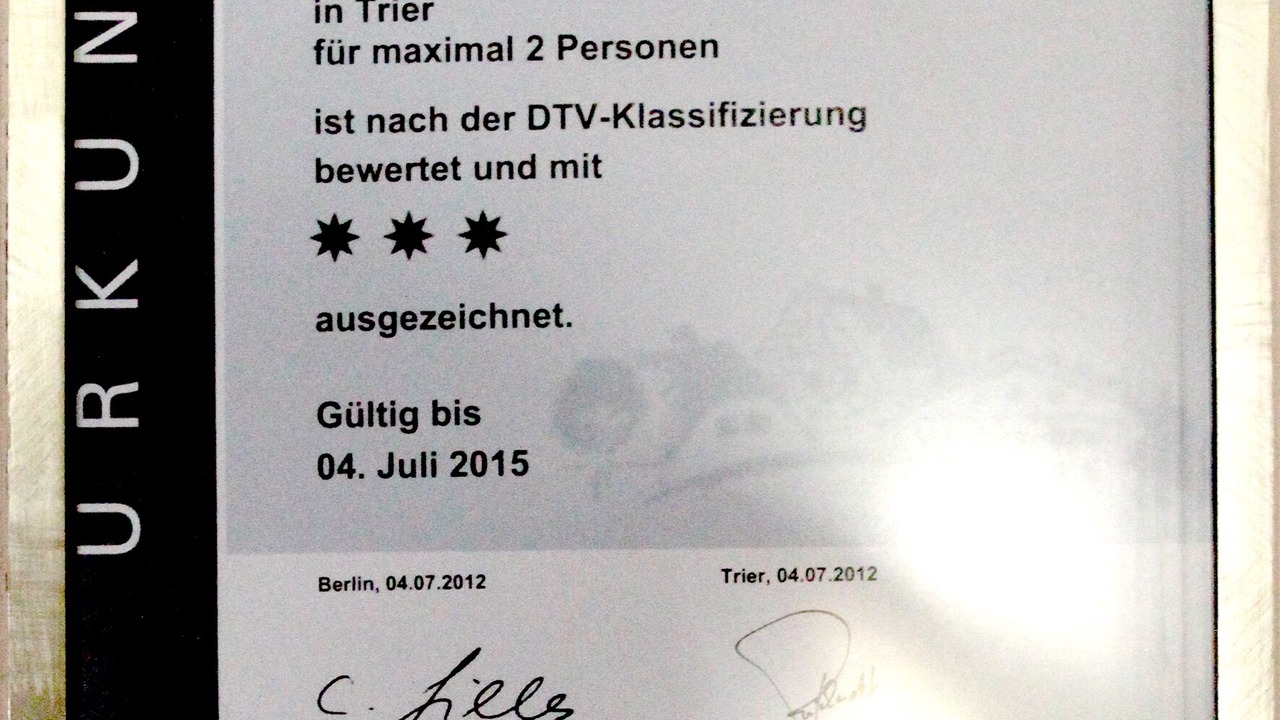 URKUN
in Trier
für maximal 2 Personen
ist nach der DTV-Klassifizierung
bewertet und mit
ausgezeichnet.
Gültig bis
04. Juli 2015
Berlin, 04.07.2012
Trier, 04.07.2012